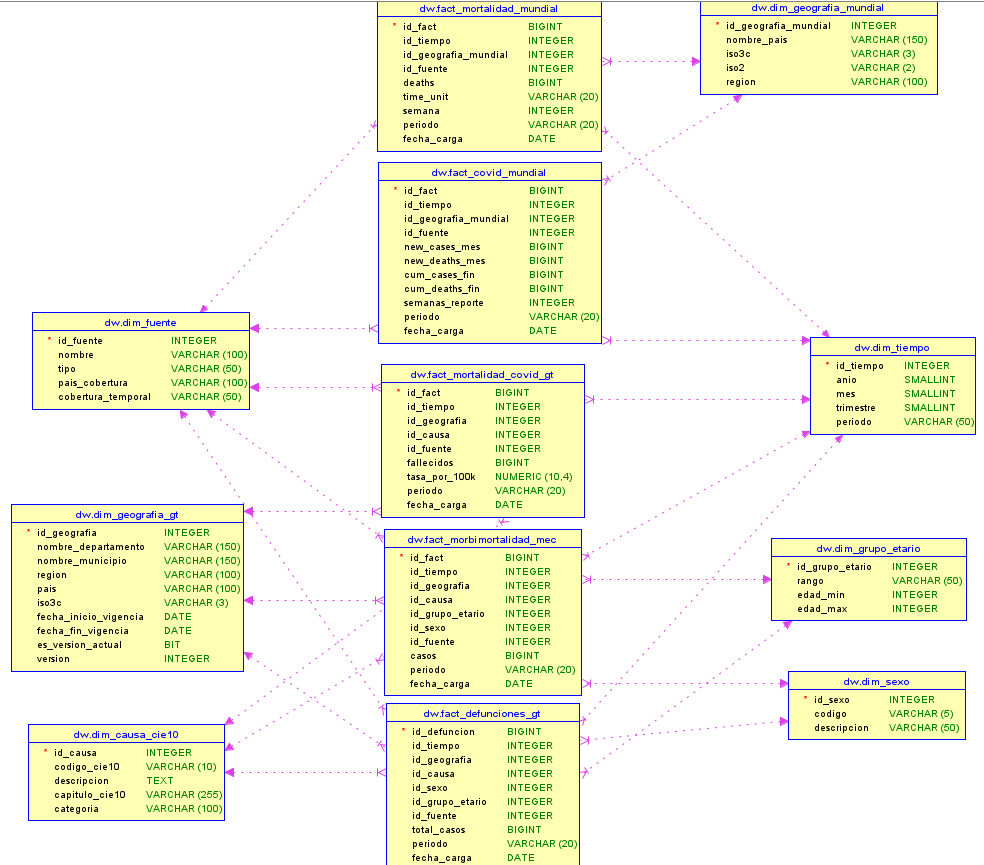 dw.fact_mortalidad_mundial
* id_fact BIGINT
id_tiempo INTEGER
id_geografia_mundial INTEGER
id_fuente INTEGER
deaths BIGINT
time_unit VARCHAR (20)
semana INTEGER
periodo VARCHAR (20)
fecha_carga DATE
dw.dim_geografia_mundial
* id_geografia_mundial INTEGER
nombre_pais VARCHAR (150)
iso3c VARCHAR (3)
iso2 VARCHAR (2)
region VARCHAR (100)
dw.fact_covid_mundial
* id_fact BIGINT
id_tiempo INTEGER
id_geografia_mundial INTEGER
id_fuente INTEGER
new_cases_mes BIGINT
new_deaths_mes BIGINT
cum_cases_fin BIGINT
cum_deaths_fin BIGINT
semanas_reporte INTEGER
periodo VARCHAR (20)
fecha_carga DATE
dw.dim_fuente
* id_fuente INTEGER
nombre VARCHAR (100)
tipo VARCHAR (50)
pais_cobertura VARCHAR (100)
cobertura_temporal VARCHAR (50)
dw.dim_tiempo
* id_tiempo INTEGER
anio SMALLINT
mes SMALLINT
trimestre SMALLINT
periodo VARCHAR (50)
dw.fact_mortalidad_covid_gt
* id_fact BIGINT
id_tiempo INTEGER
id_geografia INTEGER
id_causa INTEGER
id_fuente INTEGER
fallecidos BIGINT
tasa_por_100k NUMERIC (10,4)
periodo VARCHAR (20)
fecha_carga DATE
dw.dim_geografia_gt
* id_geografia INTEGER
nombre_departamento VARCHAR (150)
nombre_municipio VARCHAR (150)
region VARCHAR (100)
pais VARCHAR (100)
iso3c VARCHAR (3)
fecha_inicio_vigencia DATE
fecha_fin_vigencia DATE
es_version_actual BIT
version INTEGER
dw.fact_morbimortalidad_mec
* id_fact BIGINT
id_tiempo INTEGER
id_geografia INTEGER
id_causa INTEGER
id_grupo_etario INTEGER
id_sexo INTEGER
id_fuente INTEGER
casos BIGINT
periodo VARCHAR (20)
fecha_carga DATE
dw.dim_grupo_etario
* id_grupo_etario INTEGER
rango VARCHAR (50)
edad_min INTEGER
edad_max INTEGER
dw.dim_sexo
* id_sexo INTEGER
codigo VARCHAR (5)
descripcion VARCHAR (50)
dw.dim_causa_cie10
* id_causa INTEGER
codigo_cie10 VARCHAR (10)
descripcion TEXT
capitulo_cie10 VARCHAR (255)
categoria VARCHAR (100)
dw.fact_defunciones_gt
* id_defuncion BIGINT
id_tiempo INTEGER
id_geografia INTEGER
id_causa INTEGER
id_sexo INTEGER
id_grupo_etario INTEGER
id_fuente INTEGER
total_casos BIGINT
periodo VARCHAR (20)
fecha_carga DATE